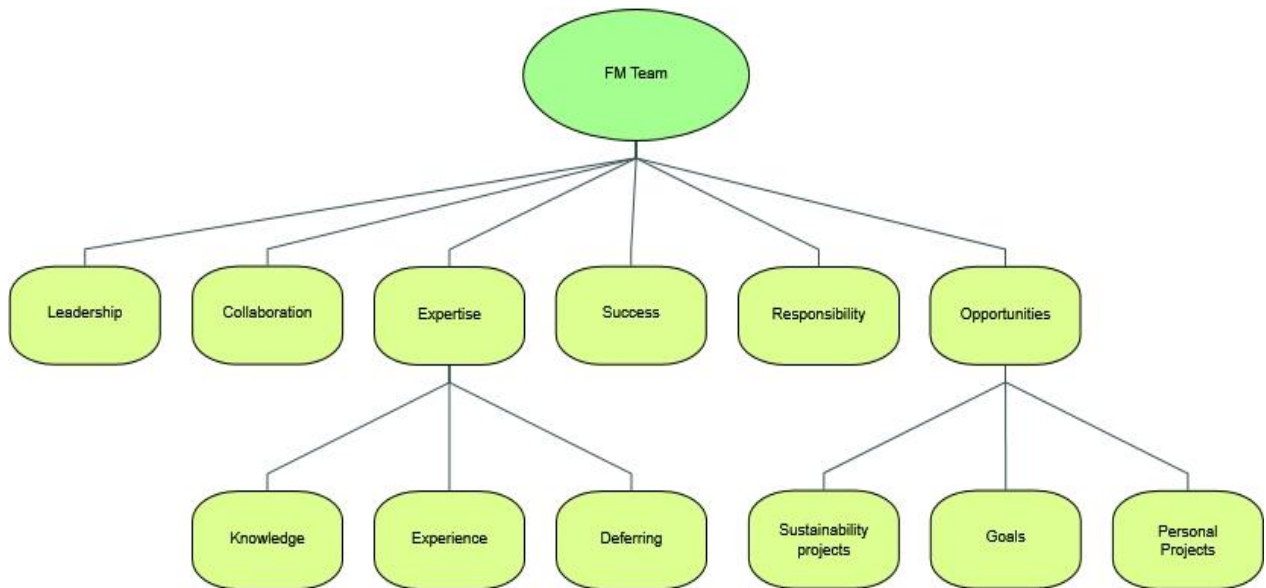 FM Team
Leadership
Collaboration
Expertise
Success
Responsibility
Opportunities
Knowledge
Experience
Deferring
Sustainability
projects
Goals
Personal
Projects